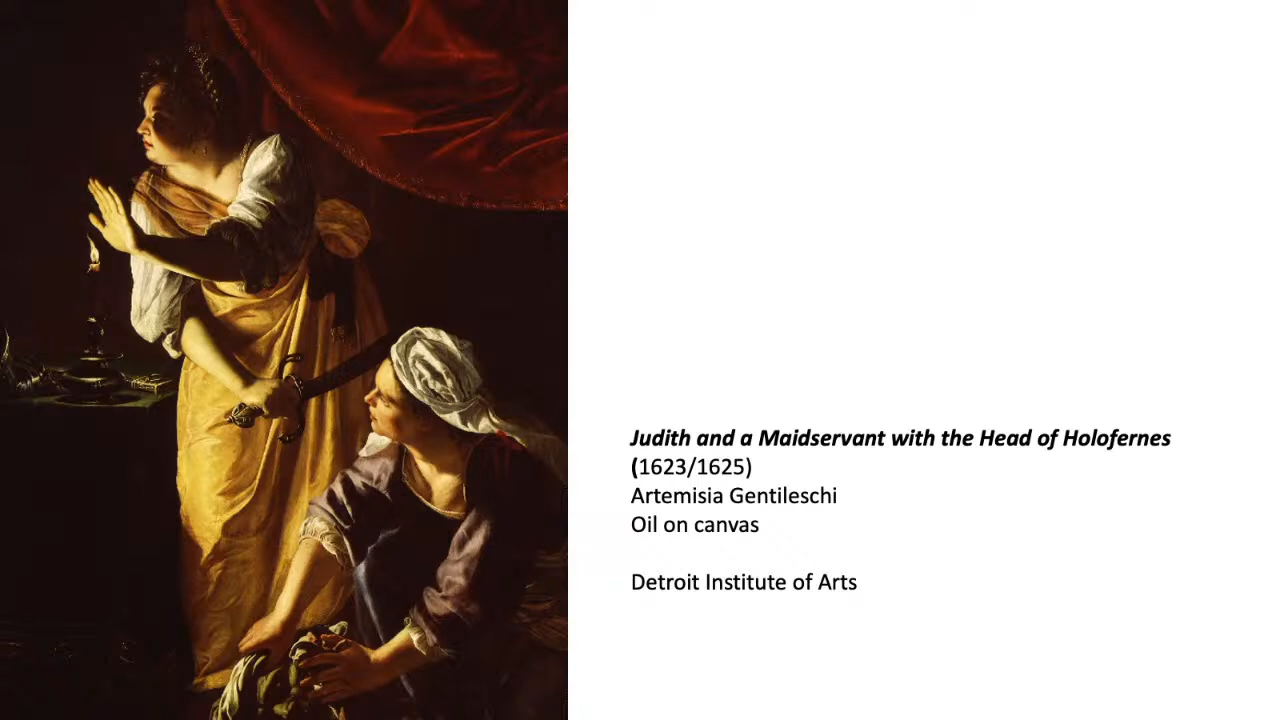 Judith and a Maidservant with the Head of Holofernes
(1623/1625)
Artemisia Gentileschi
Oil on canvas
Detroit Institute of Arts